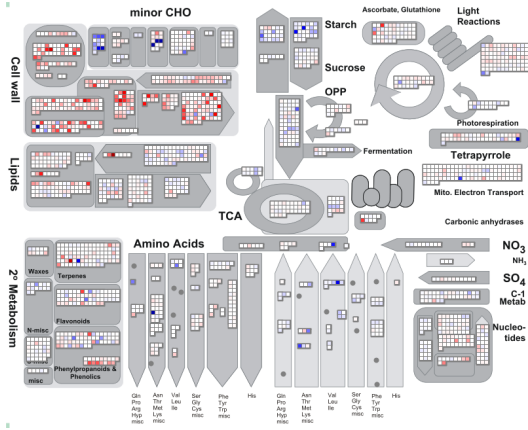 minor CHO
Cell wall
Lipids
2° Metabolism
Waxes
Terpenes
Flavonoids
N-misc
Phenylpropanoids &
Phenolics
misc
Starch
Sucrose
OPP
Fermentation
TCA
Ascorbate, Glutathione
Light
Reactions
Photorespiration
Tetrapyrrole
Mito. Electron Transport
Carbonic anhydrases
Amino Acids
NO3
NH3
SO4
C-1
Metab
Nucleo-
tides
Gln
Pro
Arg
Hyp
misc
Asn
Thr
Met
Lys
misc
Val
Leu
Ile
Ser
Gly
Cys
misc
Phe
Tyr
Trp
misc
His
Gln
Pro
Arg
Hyp
misc
Asn
Thr
Met
Lys
misc
Val
Leu
Ile
Ser
Gly
Cys
misc
Phe
Tyr
Trp
misc
His